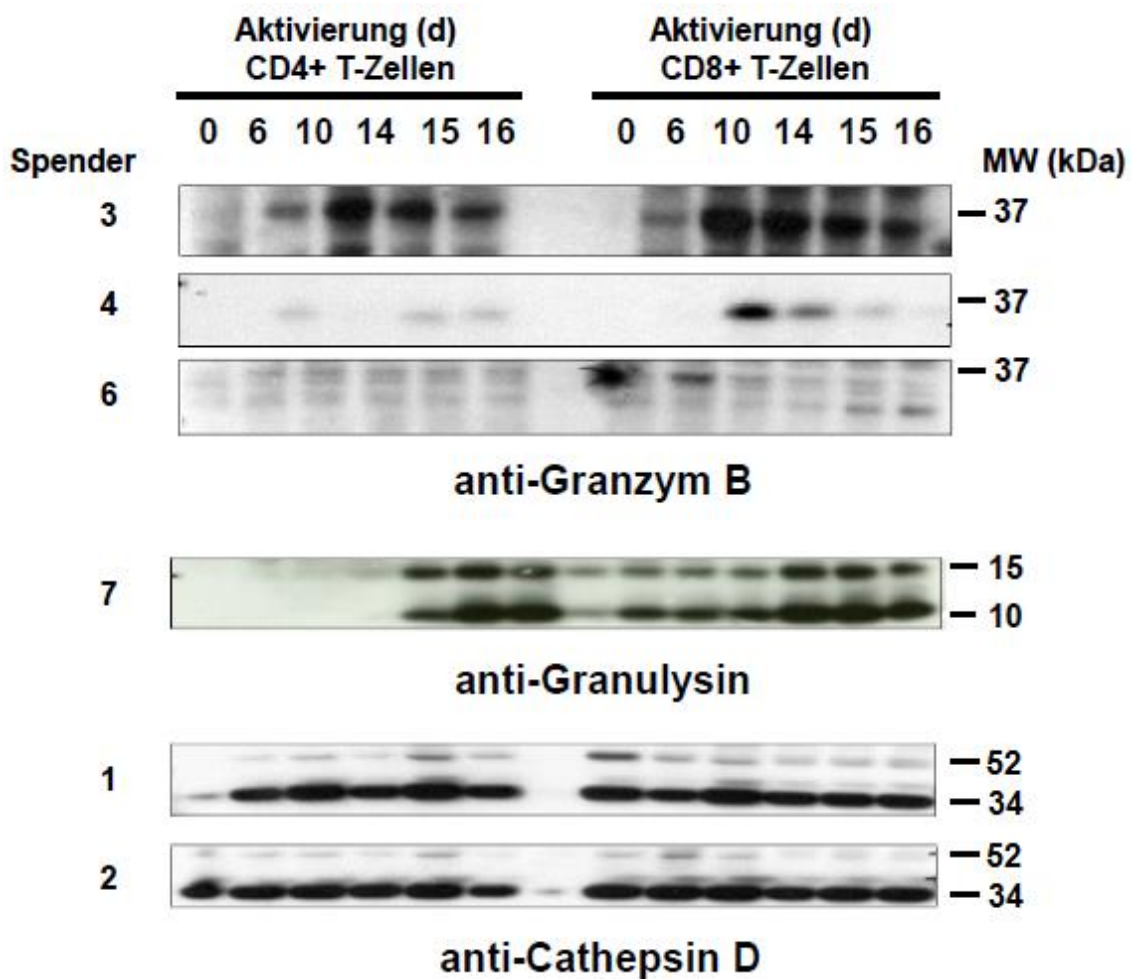 Aktivierung (d) Aktivierung (d)
CD4+ T-Zellen CD8+ T-Zellen
0 6 10 14 15 16 0 6 10 14 15 16
Spender MW (kDa)
3 37
4 37
6 37
anti-Granzym B
7 15
10
anti-Granulysin
1 52
34
2 52
34
anti-Cathepsin D